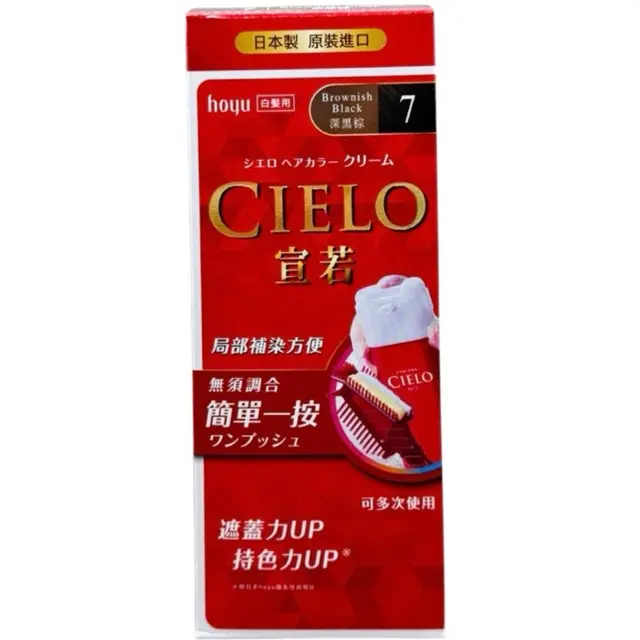 日本製 原裝進口
hoyu 白髮用
Brownish
Black
深黑棕
7
シエロ ヘアカラー クリーム
CIELO
宣若
局部補染方便
CIELO
無須調合
簡單一按
ワンプッシュ
可多次使用
遮蓋力UP
持色力UP※